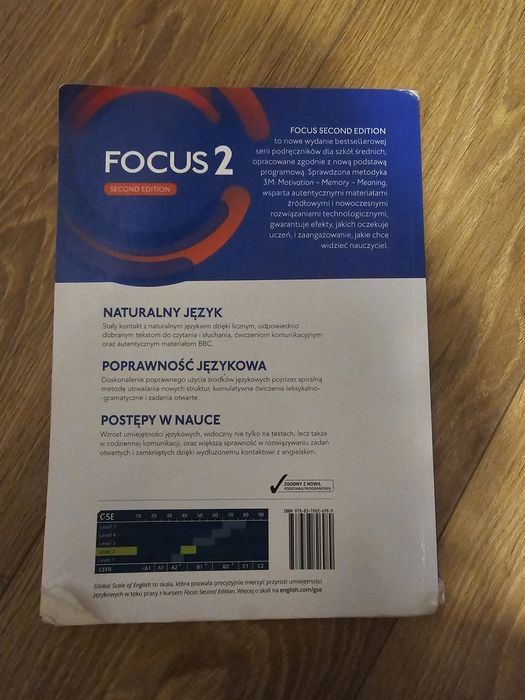 FOCUS 2
SECOND EDITION
FOCUS SECOND EDITION
to nowe wydanie bestsellerowej
serii podręczników dla szkół średnich,
opracowane zgodnie z nową podstawą
programową. Sprawdzona metodyka
3M: Motivation – Memory – Meaning,
wsparta autentycznymi materiałami
źródłowymi i nowoczesnymi
rozwiązaniami technologicznymi,
gwarantuje efekty, jakich oczekuje
uczeń, i zaangażowanie, jakie chce
widzieć nauczyciel.
NATURALNY JĘZYK
Stały kontakt z naturalnym językiem dzięki licznym, odpowiednio
dobranym tekstom do czytania i słuchania, ćwiczeniom komunikacyjnym
oraz autentycznym materiałom BBC.
POPRAWNOŚĆ JĘZYKOWA
Doskonalenie poprawnego użycia środków językowych poprzez spiralną
metodę utrwalania nowych struktur, kumulatywne ćwiczenia leksykalno-
-gramatyczne i zadania otwarte.
POSTĘPY W NAUCE
Wzrost umiejętności językowych, widoczny nie tylko na testach, lecz także
w codziennej komunikacji, oraz większa sprawność w rozwiązywaniu zadań
otwartych i zamkniętych dzięki wydłużonemu kontaktowi z angielskim.
ZGODNY Z NOWĄ
PODSTAWĄ PROGRAMOWĄ
GSE 10 20 30 40 50 60 70 80 90
Level 5
Level 4
Level 3
Level 2
Level 1
CEFR <A1 A1 A2 + B1 + B2 + C1 C2
ISBN 978-83-7882-696-9
Global Scale of English to skala, która pozwala precyzyjnie mierzyć przyrost umiejętności
językowych w toku pracy z kursem Focus Second Edition. Więcej o skali na english.com/gse